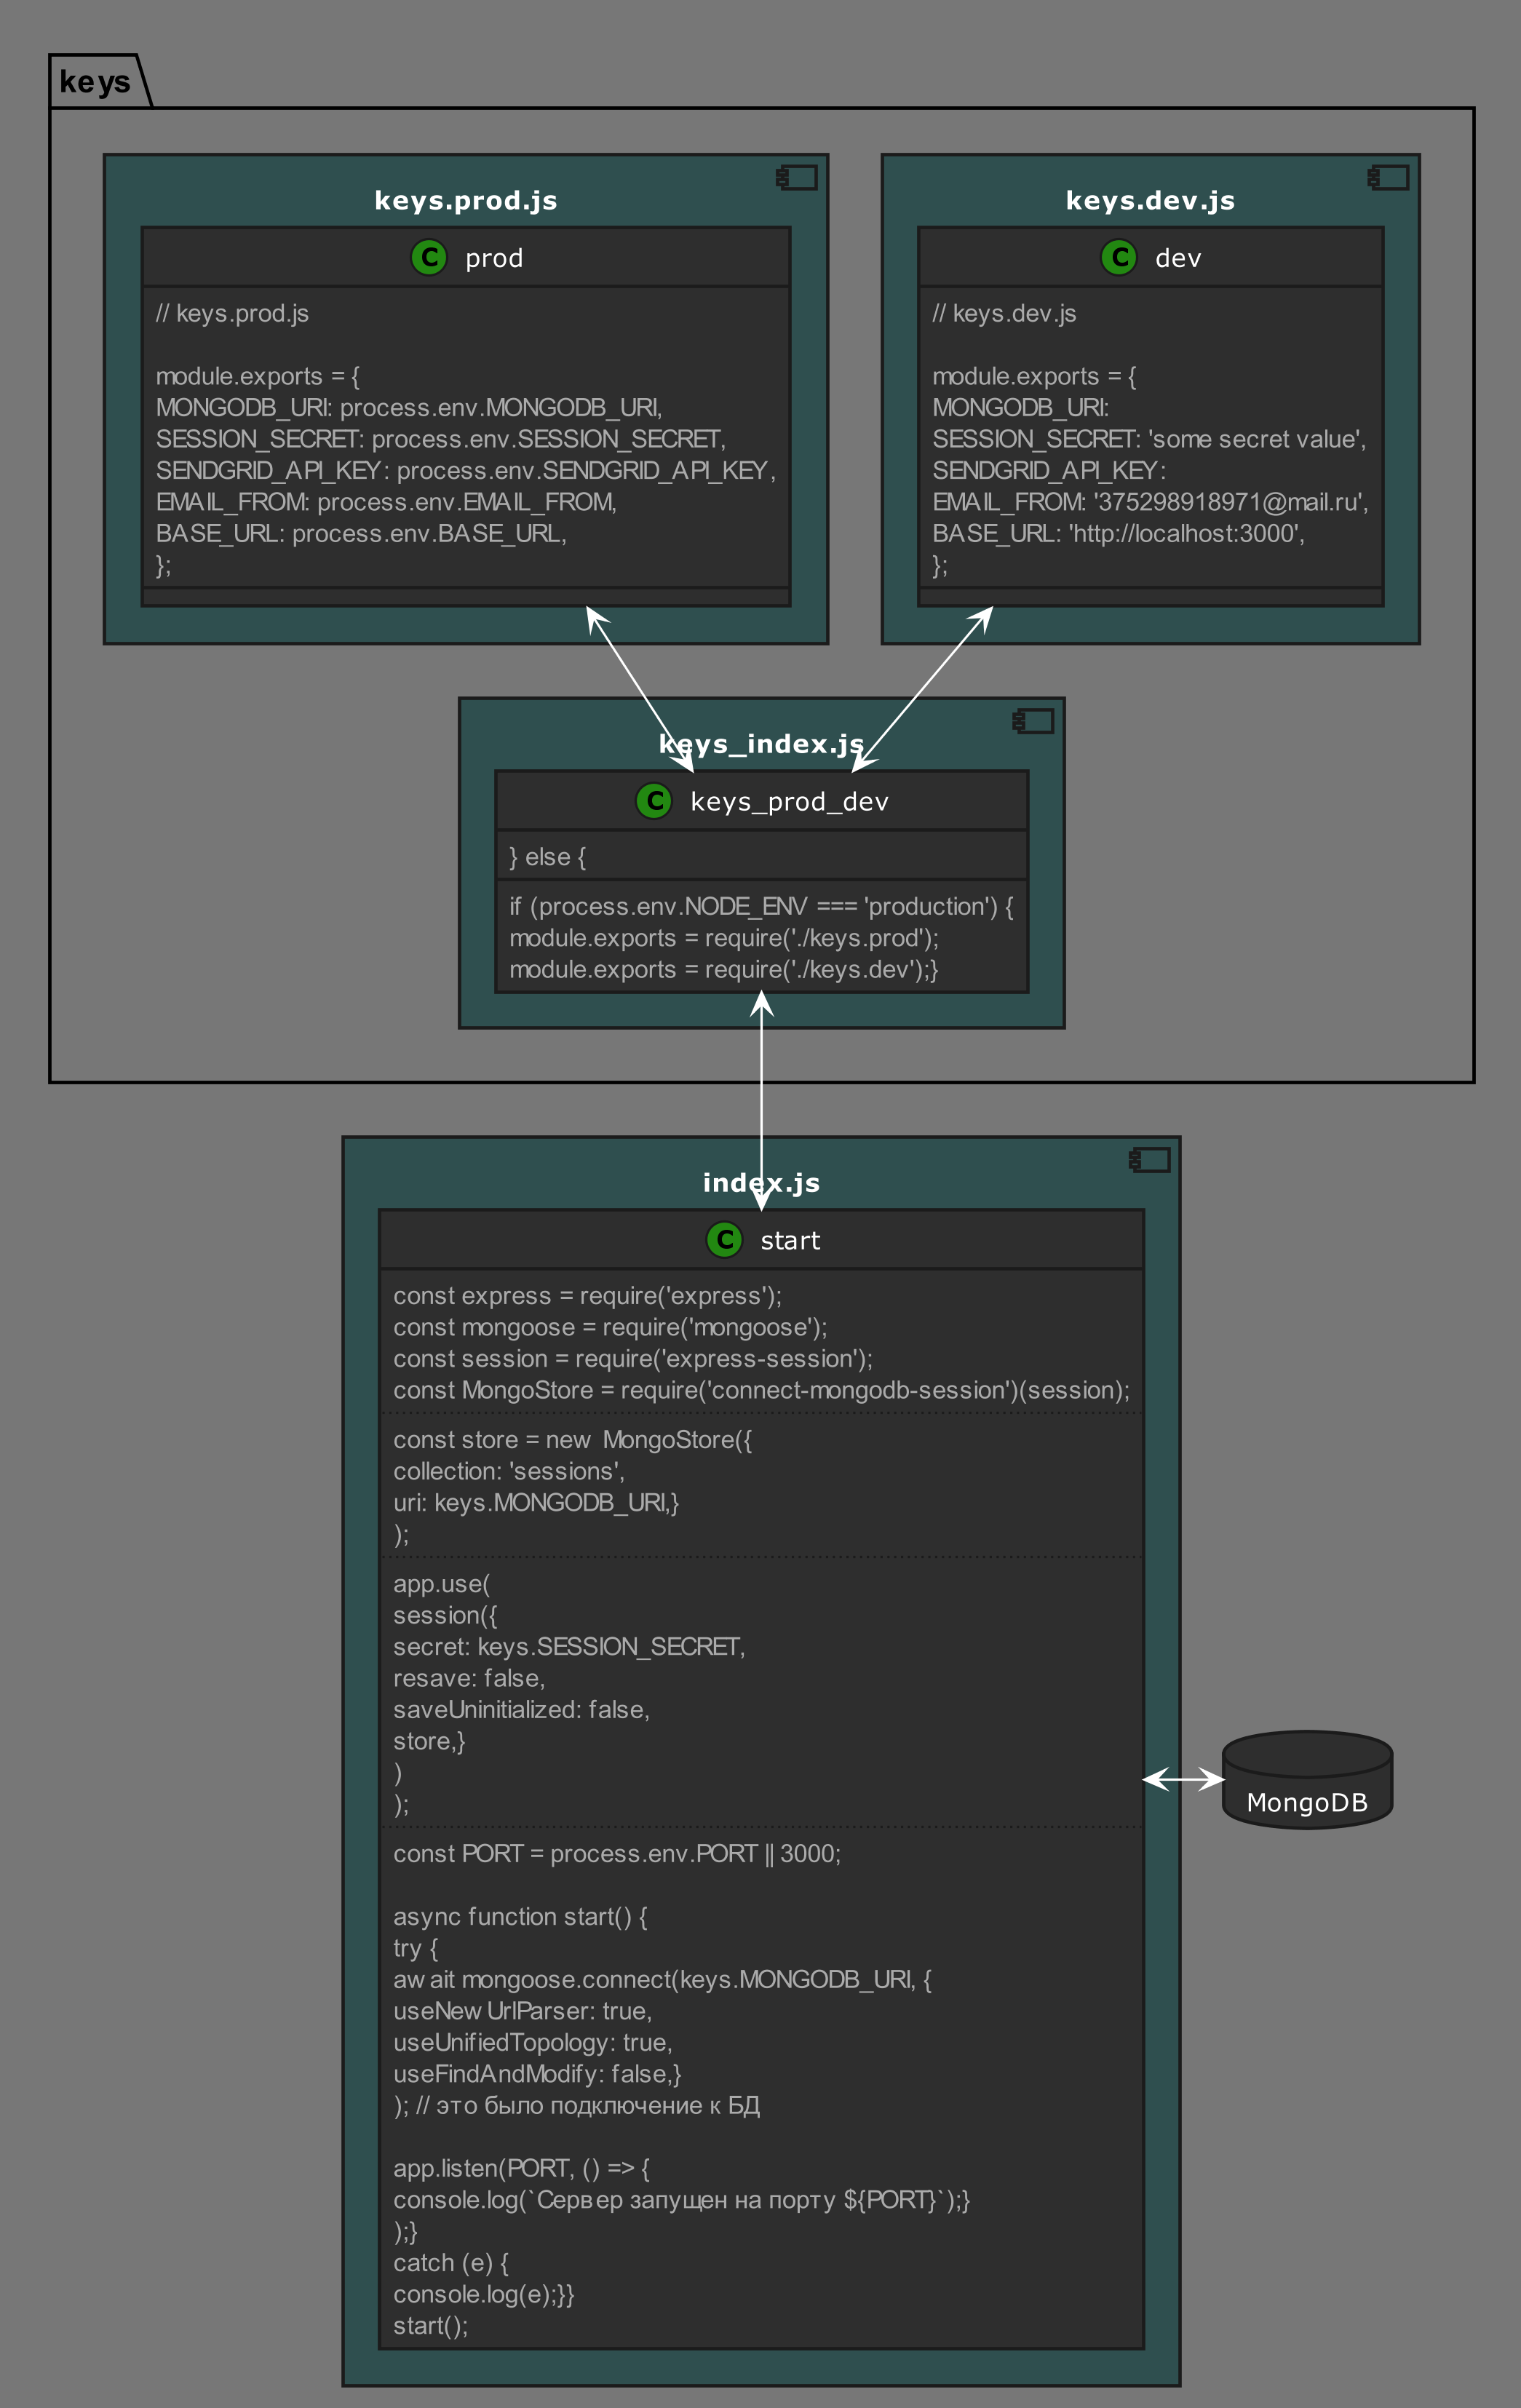 keys
keys.prod.js
C prod
// keys.prod.js
module.exports = {
MONGODB_URI: process.env.MONGODB_URI,
SESSION_SECRET: process.env.SESSION_SECRET,
SENDGRID_API_KEY: process.env.SENDGRID_API_KEY,
EMAIL_FROM: process.env.EMAIL_FROM,
BASE_URL: process.env.BASE_URL,
};
keys.dev.js
C dev
// keys.dev.js
module.exports = {
MONGODB_URI:
SESSION_SECRET: 'some secret value',
SENDGRID_API_KEY:
EMAIL_FROM: '375298918971@mail.ru',
BASE_URL: 'http://localhost:3000',
};
keys_index.js
C keys_prod_dev
} else {
if (process.env.NODE_ENV === 'production') {
module.exports = require('./keys.prod');
module.exports = require('./keys.dev');}
index.js
C start
const express = require('express');
const mongoose = require('mongoose');
const session = require('express-session');
const MongoStore = require('connect-mongodb-session')(session);
const store = new MongoStore({
collection: 'sessions',
uri: keys.MONGODB_URI,}
);
app.use(
session({
secret: keys.SESSION_SECRET,
resave: false,
saveUninitialized: false,
store,}
)
);
const PORT = process.env.PORT || 3000;
async function start() {
try {
await mongoose.connect(keys.MONGODB_URI, {
useNewUrlParser: true,
useUnifiedTopology: true,
useFindAndModify: false,}
); // это было подключение к БД
app.listen(PORT, () => {
console.log(`Сервер запущен на порту ${PORT}`);}
);}
catch (e) {
console.log(e);}}
start();
MongoDB